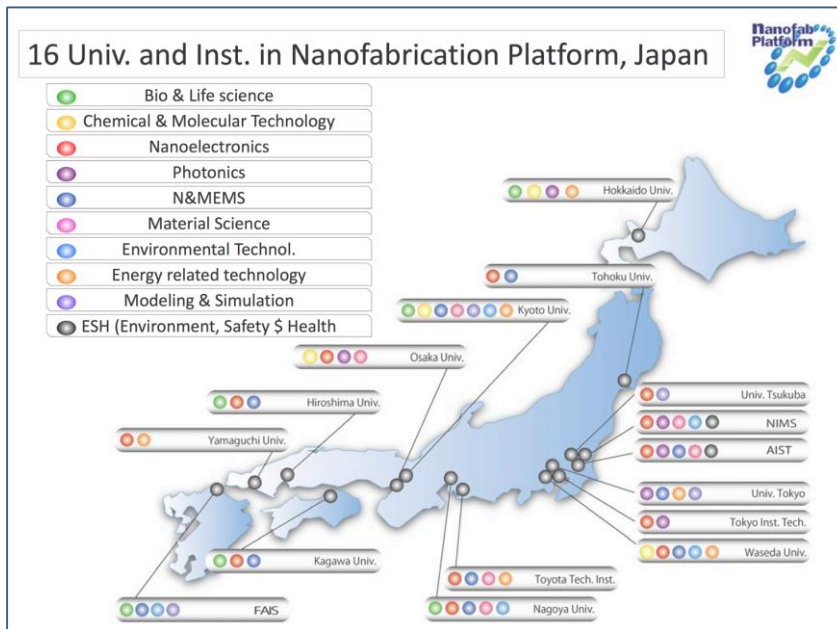 16 Univ. and Inst. in Nanofabrication Platform, Japan
Nanofab
Platform
Bio & Life science
Chemical & Molecular Technology
Nanoelectronics
Photonics
N&MEMS
Material Science
Environmental Technol.
Energy related technology
Modeling & Simulation
ESH (Environment, Safety $ Health
Hokkaido Univ.
Tohoku Univ.
Kyoto Univ.
Osaka Univ.
Hiroshima Univ.
Yamaguchi Univ.
Univ. Tsukuba
NIMS
AIST
Univ. Tokyo
Tokyo Inst. Tech.
Waseda Univ.
Kagawa Univ.
Toyota Tech. Inst.
FAIS
Nagoya Univ.